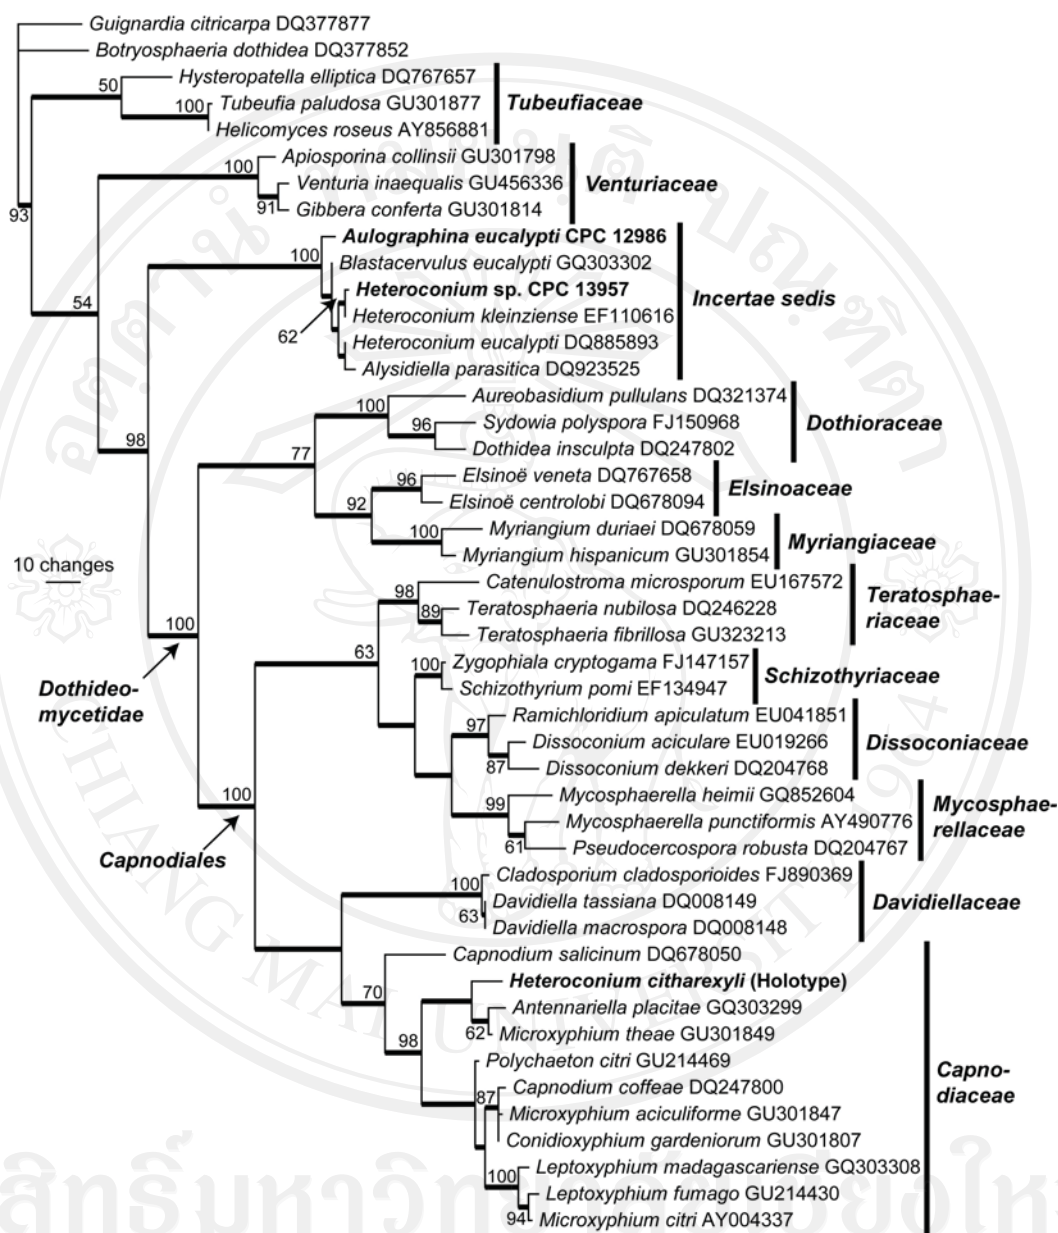 Guignardia citricarpa DQ377877
Botryosphaeria dothidea DQ377852
Hysteropatella elliptica DQ767657
50
Tubeufia paludosa GU301877
100
Tubeufiaceae
Helicomyces roseus AY856881
Apiosporina collinsii GU301798
100
Venturia inaequalis GU456336
Venturiaceae
91
Gibbera conferta GU301814
93
Aulographina eucalypti CPC 12986
100
Blastacervulus eucalypti GQ303302
Heteroconium sp. CPC 13957
Incertae sedis
54
Heteroconium kleinziense EF110616
62
Heteroconium eucalypti DQ885893
Alysidiella parasitica DQ923525
Aureobasidium pullulans DQ321374
100
Sydowia polyspora FJ150968
Dothioraceae
96
98
77
Dothidea insculpta DQ247802
Elsinoë veneta DQ767658
96
Elsinoaceae
Elsinoë centrolobi DQ678094
92
Myriangium duriaei DQ678059
100
Myriangiaceae
Myriangium hispanicum GU301854
10 changes
Catenulostroma microsporum EU167572
98
Teratosphae-
riaceae
Teratosphaeria nubilosa DQ246228
89
100
Teratosphaeria fibrillosa GU323213
63
Zygophiala cryptogama FJ147157
100
Schizothyriaceae
Schizothyrium pomi EF134947
Dothideo-
mycetidae
Ramichloridium apiculatum EU041851
97
Dissoconium aciculare EU019266
Dissoconiaceae
87
Dissoconium dekkeri DQ204768
100
Mycosphaerella heimii GQ852604
99
Mycosphae-
rellaceae
Mycosphaerella punctiformis AY490776
61
Pseudocercospora robusta DQ204767
Capnodiales
Cladosporium cladosporioides FJ890369
100
Davidiella tassiana DQ008149
Davidiellaceae
63
Davidiella macrospora DQ008148
Capnodium salicinum DQ678050
70
Heteroconium citharexyli (Holotype)
Antennariella placitae GQ303299
62
Microxyphium theae GU301849
98
Polychaeton citri GU214469
Capno-
diaceae
Capnodium coffeae DQ247800
87
Microxyphium aciculiforme GU301847
Conidioxyphium gardeniorum GU301807
Leptoxyphium madagascariense GQ303308
100
Leptoxyphium fumago GU214430
94
Microxyphium citri AY004337
CHIANG MAI UNIVERSITY 1964